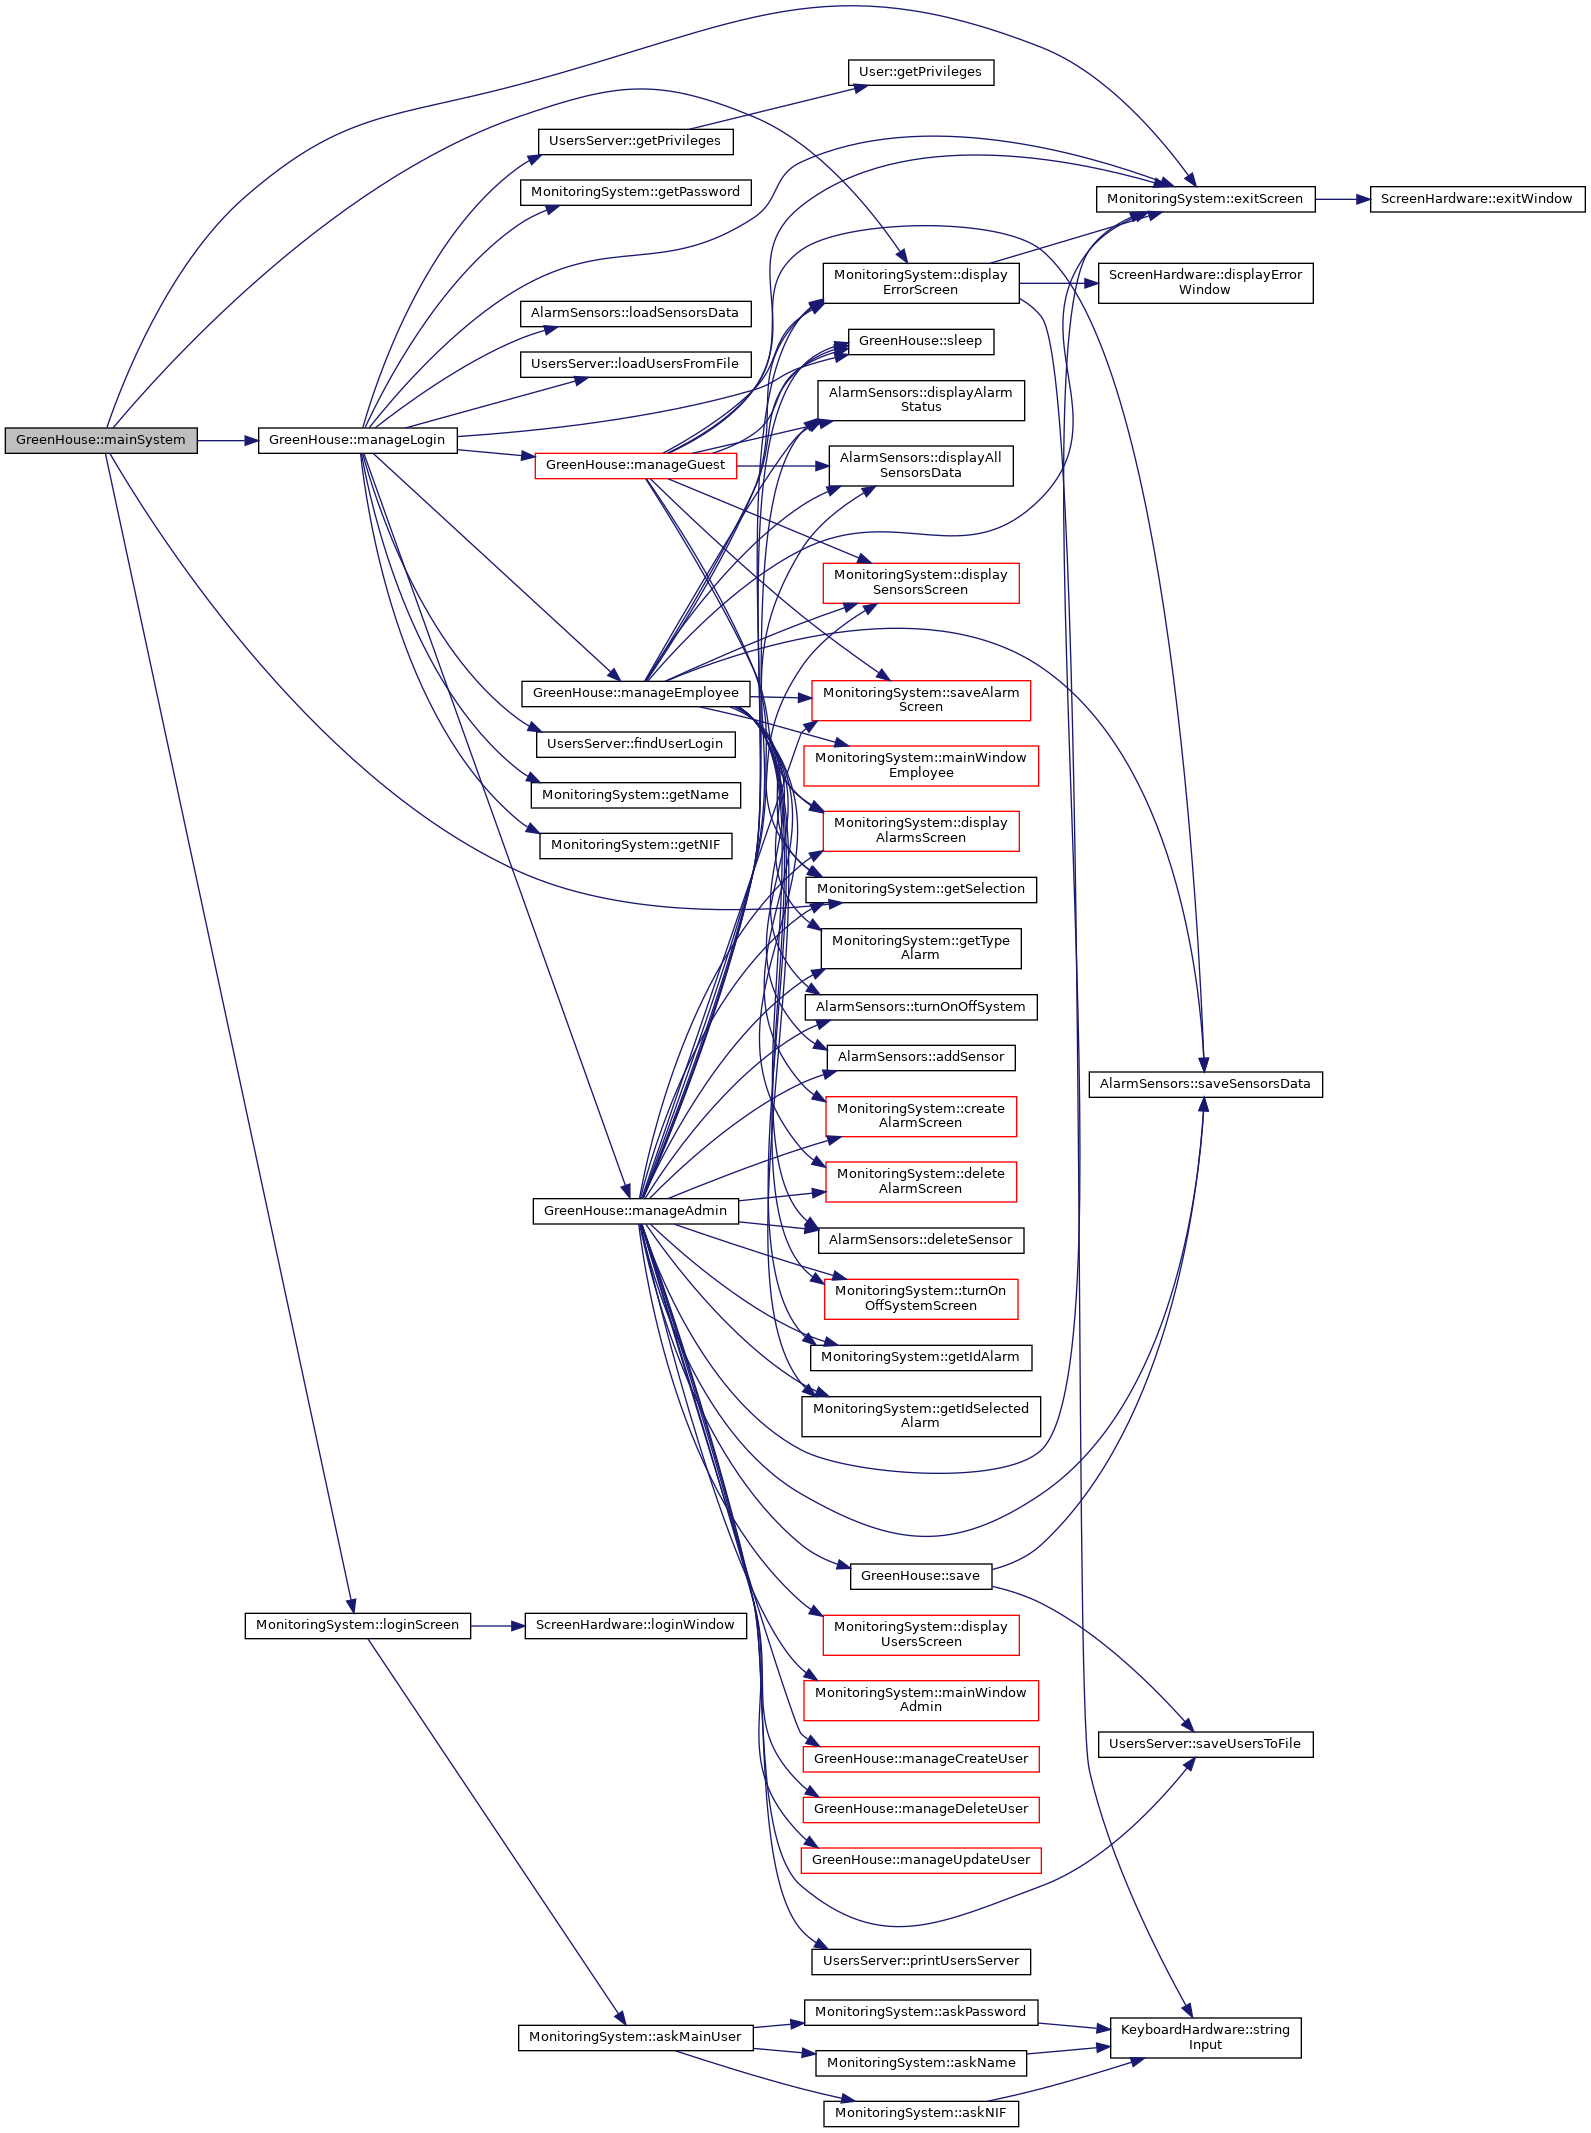 User::getPrivileges
UsersServer::getPrivileges
MonitoringSystem::getPassword
MonitoringSystem::exitScreen
ScreenHardware::exitWindow
MonitoringSystem::display
ErrorScreen
ScreenHardware::displayError
Window
AlarmSensors::loadSensorsData
GreenHouse::sleep
UsersServer::loadUsersFromFile
AlarmSensors::displayAlarm
Status
GreenHouse::mainSystem
GreenHouse::manageLogin
GreenHouse::manageGuest
AlarmSensors::displayAll
SensorsData
MonitoringSystem::display
SensorsScreen
GreenHouse::manageEmployee
MonitoringSystem::saveAlarm
Screen
UsersServer::findUserLogin
MonitoringSystem::mainWindow
Employee
MonitoringSystem::getName
MonitoringSystem::display
AlarmsScreen
MonitoringSystem::getNIF
MonitoringSystem::getSelection
MonitoringSystem::getType
Alarm
AlarmSensors::turnOnOffSystem
AlarmSensors::addSensor
AlarmSensors::saveSensorsData
MonitoringSystem::create
AlarmScreen
MonitoringSystem::delete
AlarmScreen
GreenHouse::manageAdmin
AlarmSensors::deleteSensor
MonitoringSystem::turnOn
OffSystemScreen
MonitoringSystem::getIdAlarm
MonitoringSystem::getIdSelected
Alarm
GreenHouse::save
MonitoringSystem::loginScreen
ScreenHardware::loginWindow
MonitoringSystem::display
UsersScreen
MonitoringSystem::mainWindow
Admin
UsersServer::saveUsersToFile
GreenHouse::manageCreateUser
GreenHouse::manageDeleteUser
GreenHouse::manageUpdateUser
UsersServer::printUsersServer
MonitoringSystem::askPassword
MonitoringSystem::askMainUser
KeyboardHardware::string
Input
MonitoringSystem::askName
MonitoringSystem::askNIF